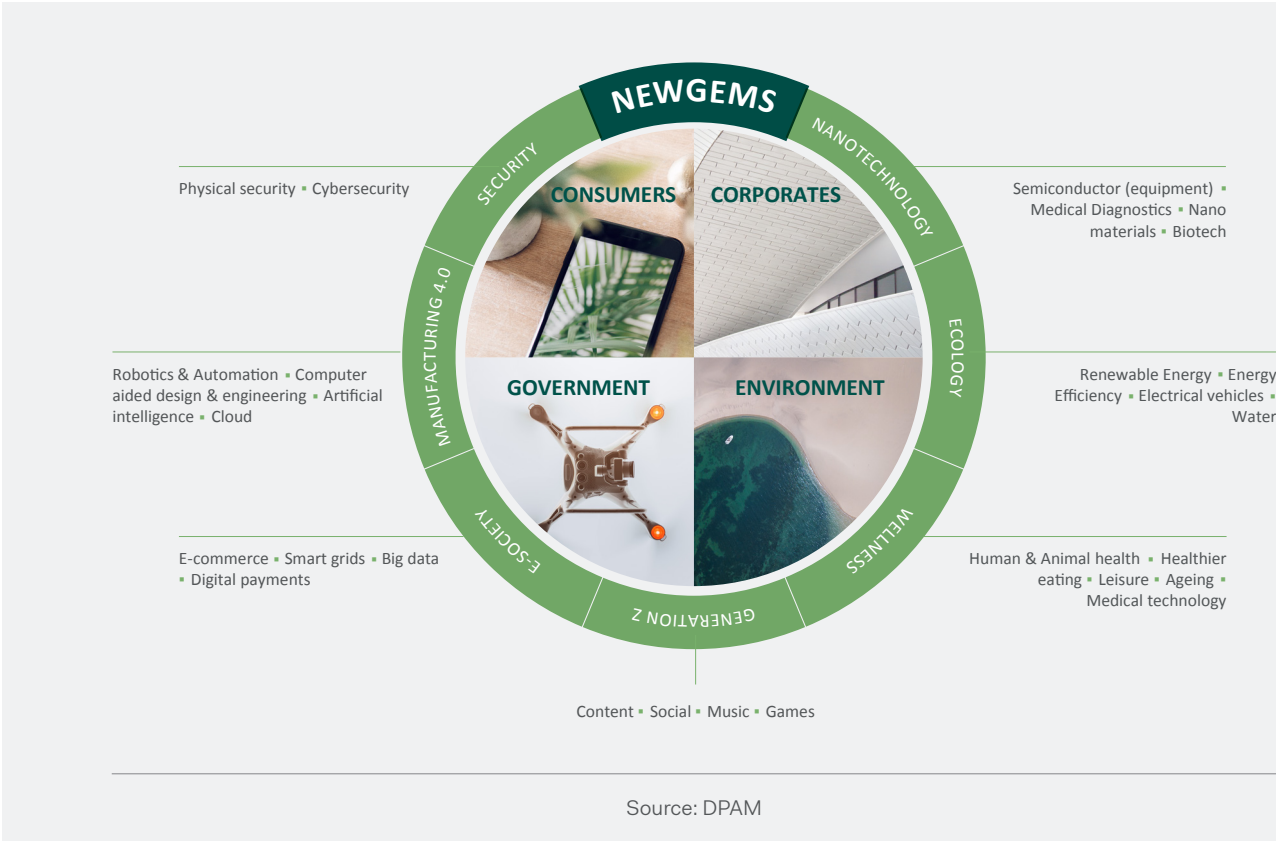 NEWGEMS
SECURITY
NANOTECHNOLOGY
CONSUMERS
CORPORATES
Physical security ▪ Cybersecurity
Semiconductor (equipment) ▪
Medical Diagnostics ▪ Nano
materials ▪ Biotech
MANUFACTURING 4.0
ECOLOGY
Robotics & Automation ▪ Computer
aided design & engineering ▪ Artificial
intelligence ▪ Cloud
GOVERNMENT
ENVIRONMENT
Renewable Energy ▪ Energy
Efficiency ▪ Electrical vehicles ▪
Water
E-SOCIETY
WELLNESS
E-commerce ▪ Smart grids ▪ Big data
▪ Digital payments
Human & Animal health ▪ Healthier
eating ▪ Leisure ▪ Ageing ▪
Medical technology
GENERATION Z
Content ▪ Social ▪ Music ▪ Games
Source: DPAM